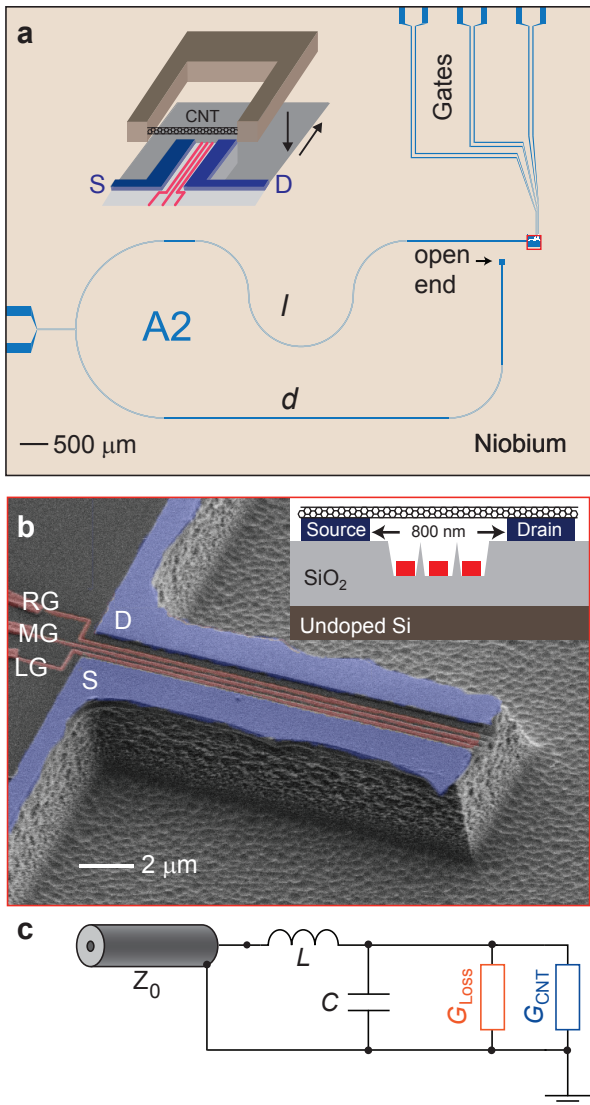 a
CNT
S
D
Gates
open
end
l
A2
d
500 μm
Niobium
b
Source
800 nm
Drain
SiO2
Undoped Si
RG
MG
LG
D
S
2 μm
c
Z0
L
C
GLoss
GCNT